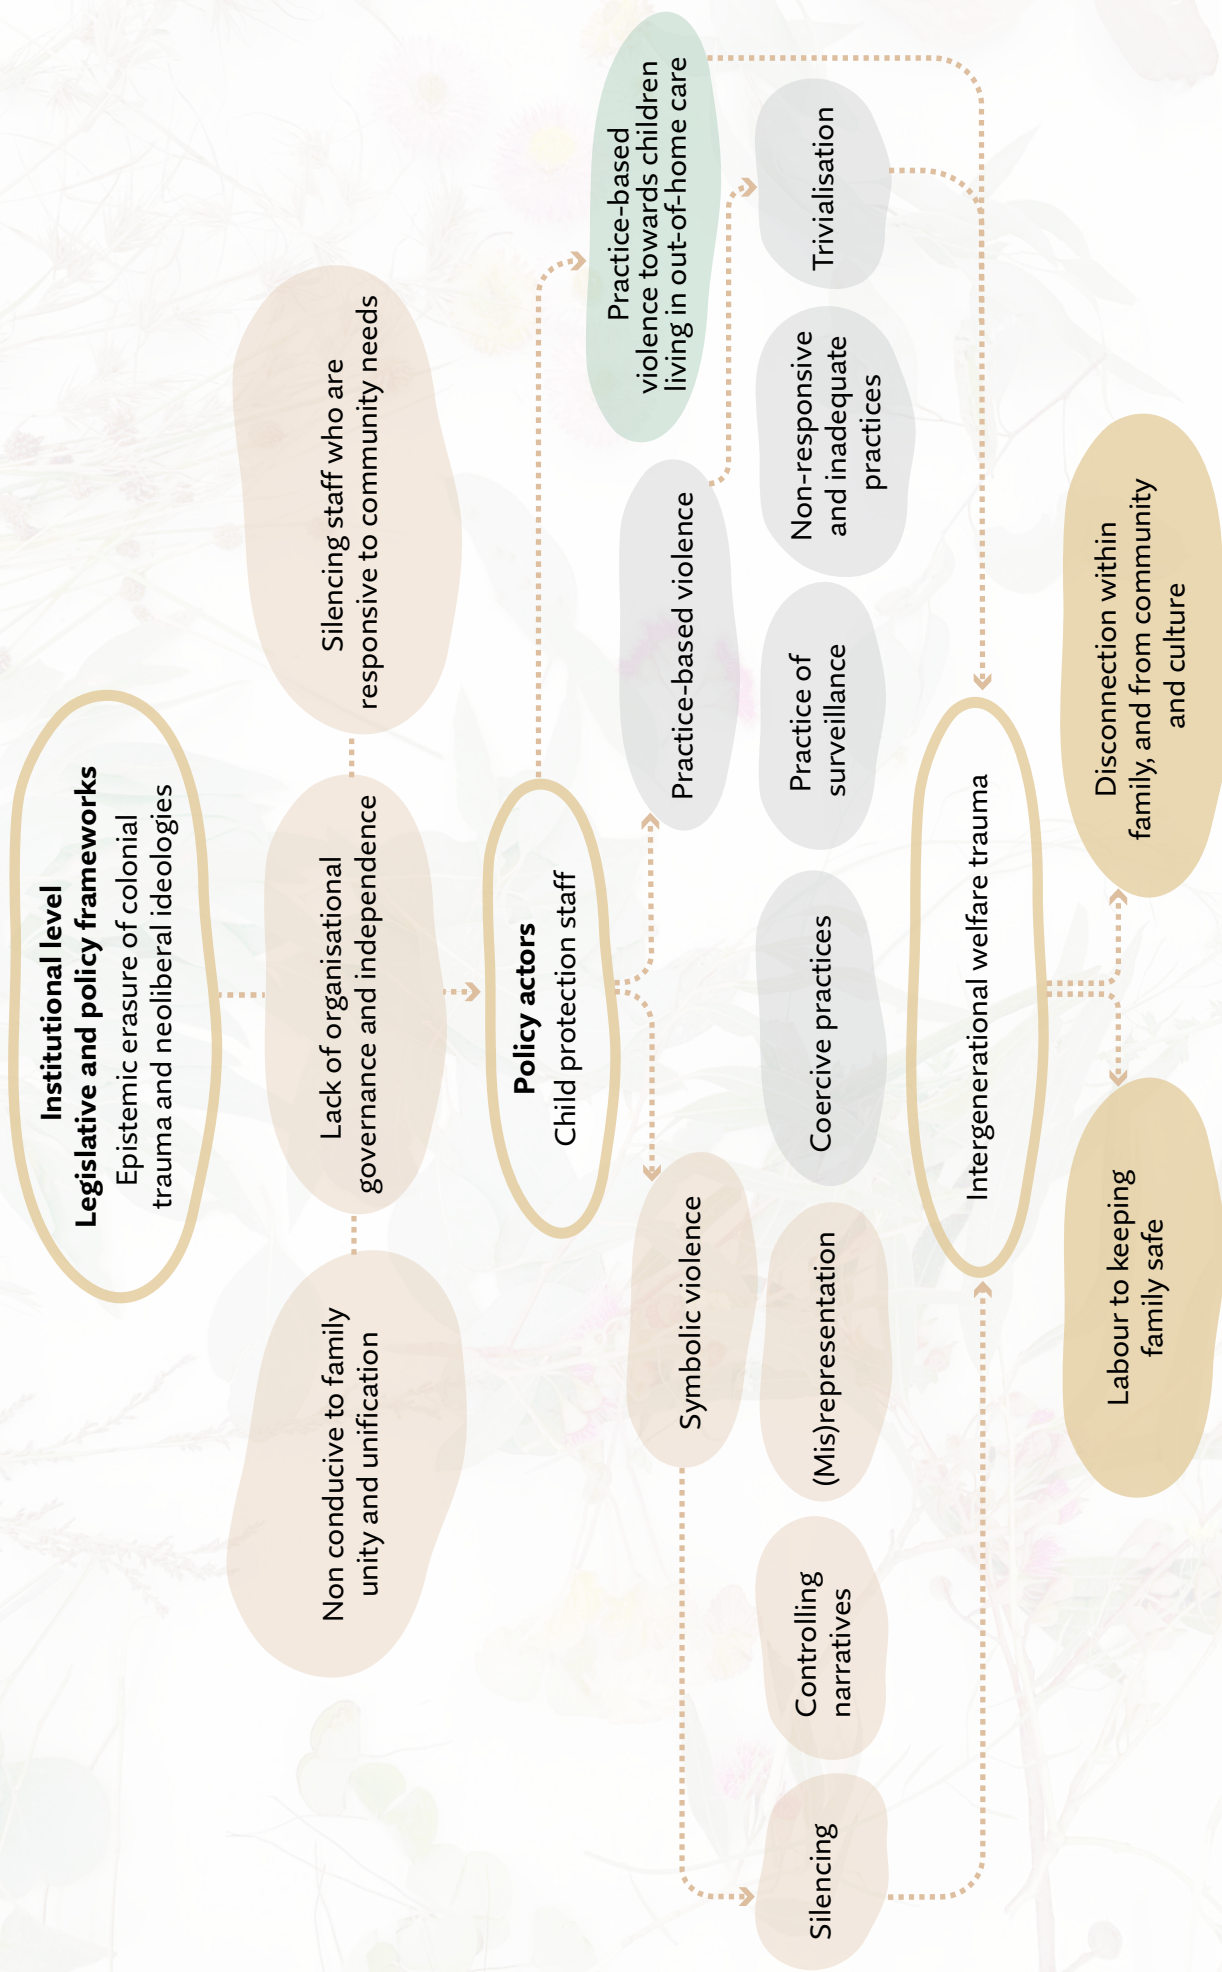 Institutional level
Legislative and policy frameworks
Epistemic erasure of colonial
trauma and neoliberal ideologies
Non conducive to family
unity and unification
Lack of organisational
governance and independence
Silencing staff who are
responsive to community needs
Policy actors
Child protection staff
Symbolic violence
Practice-based violence
Practice-based
violence towards children
living in out-of-home care
Silencing
Controlling
narratives
(Mis)representation
Coercive practices
Practice of
surveillance
Non-responsive
and inadequate
practices
Trivialisation
Intergenerational welfare trauma
Labour to keeping
family safe
Disconnection within
family, and from community
and culture